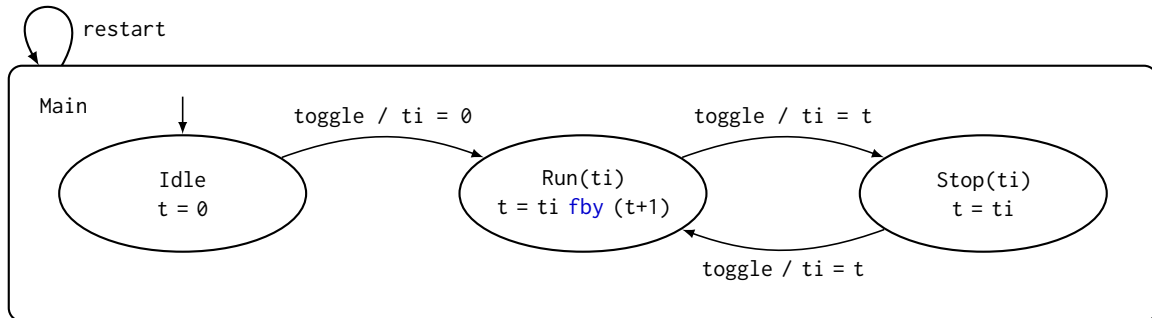 restart
Main
toggle / ti = 0
toggle / ti = t
Idle
t = 0
Run(ti)
t = ti fby (t+1)
Stop(ti)
t = ti
toggle / ti = t